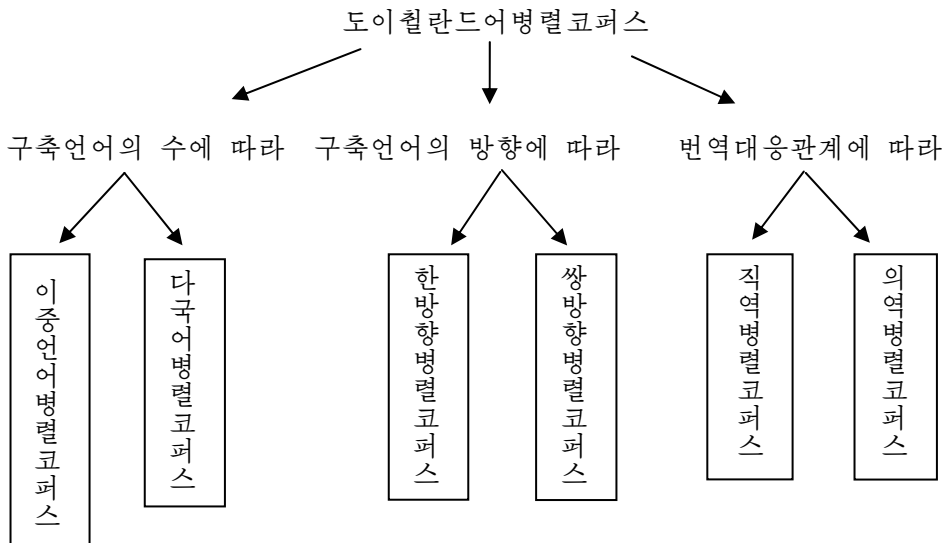 도이췰란드어병렬코퍼스
구축언어의 수에 따라
구축언어의 방향에 따라
번역대응관계에 따라
이중언어병렬코퍼스
다국어병렬코퍼스
한방향병렬코퍼스
쌍방향병렬코퍼스
직역병렬코퍼스
의역병렬코퍼스